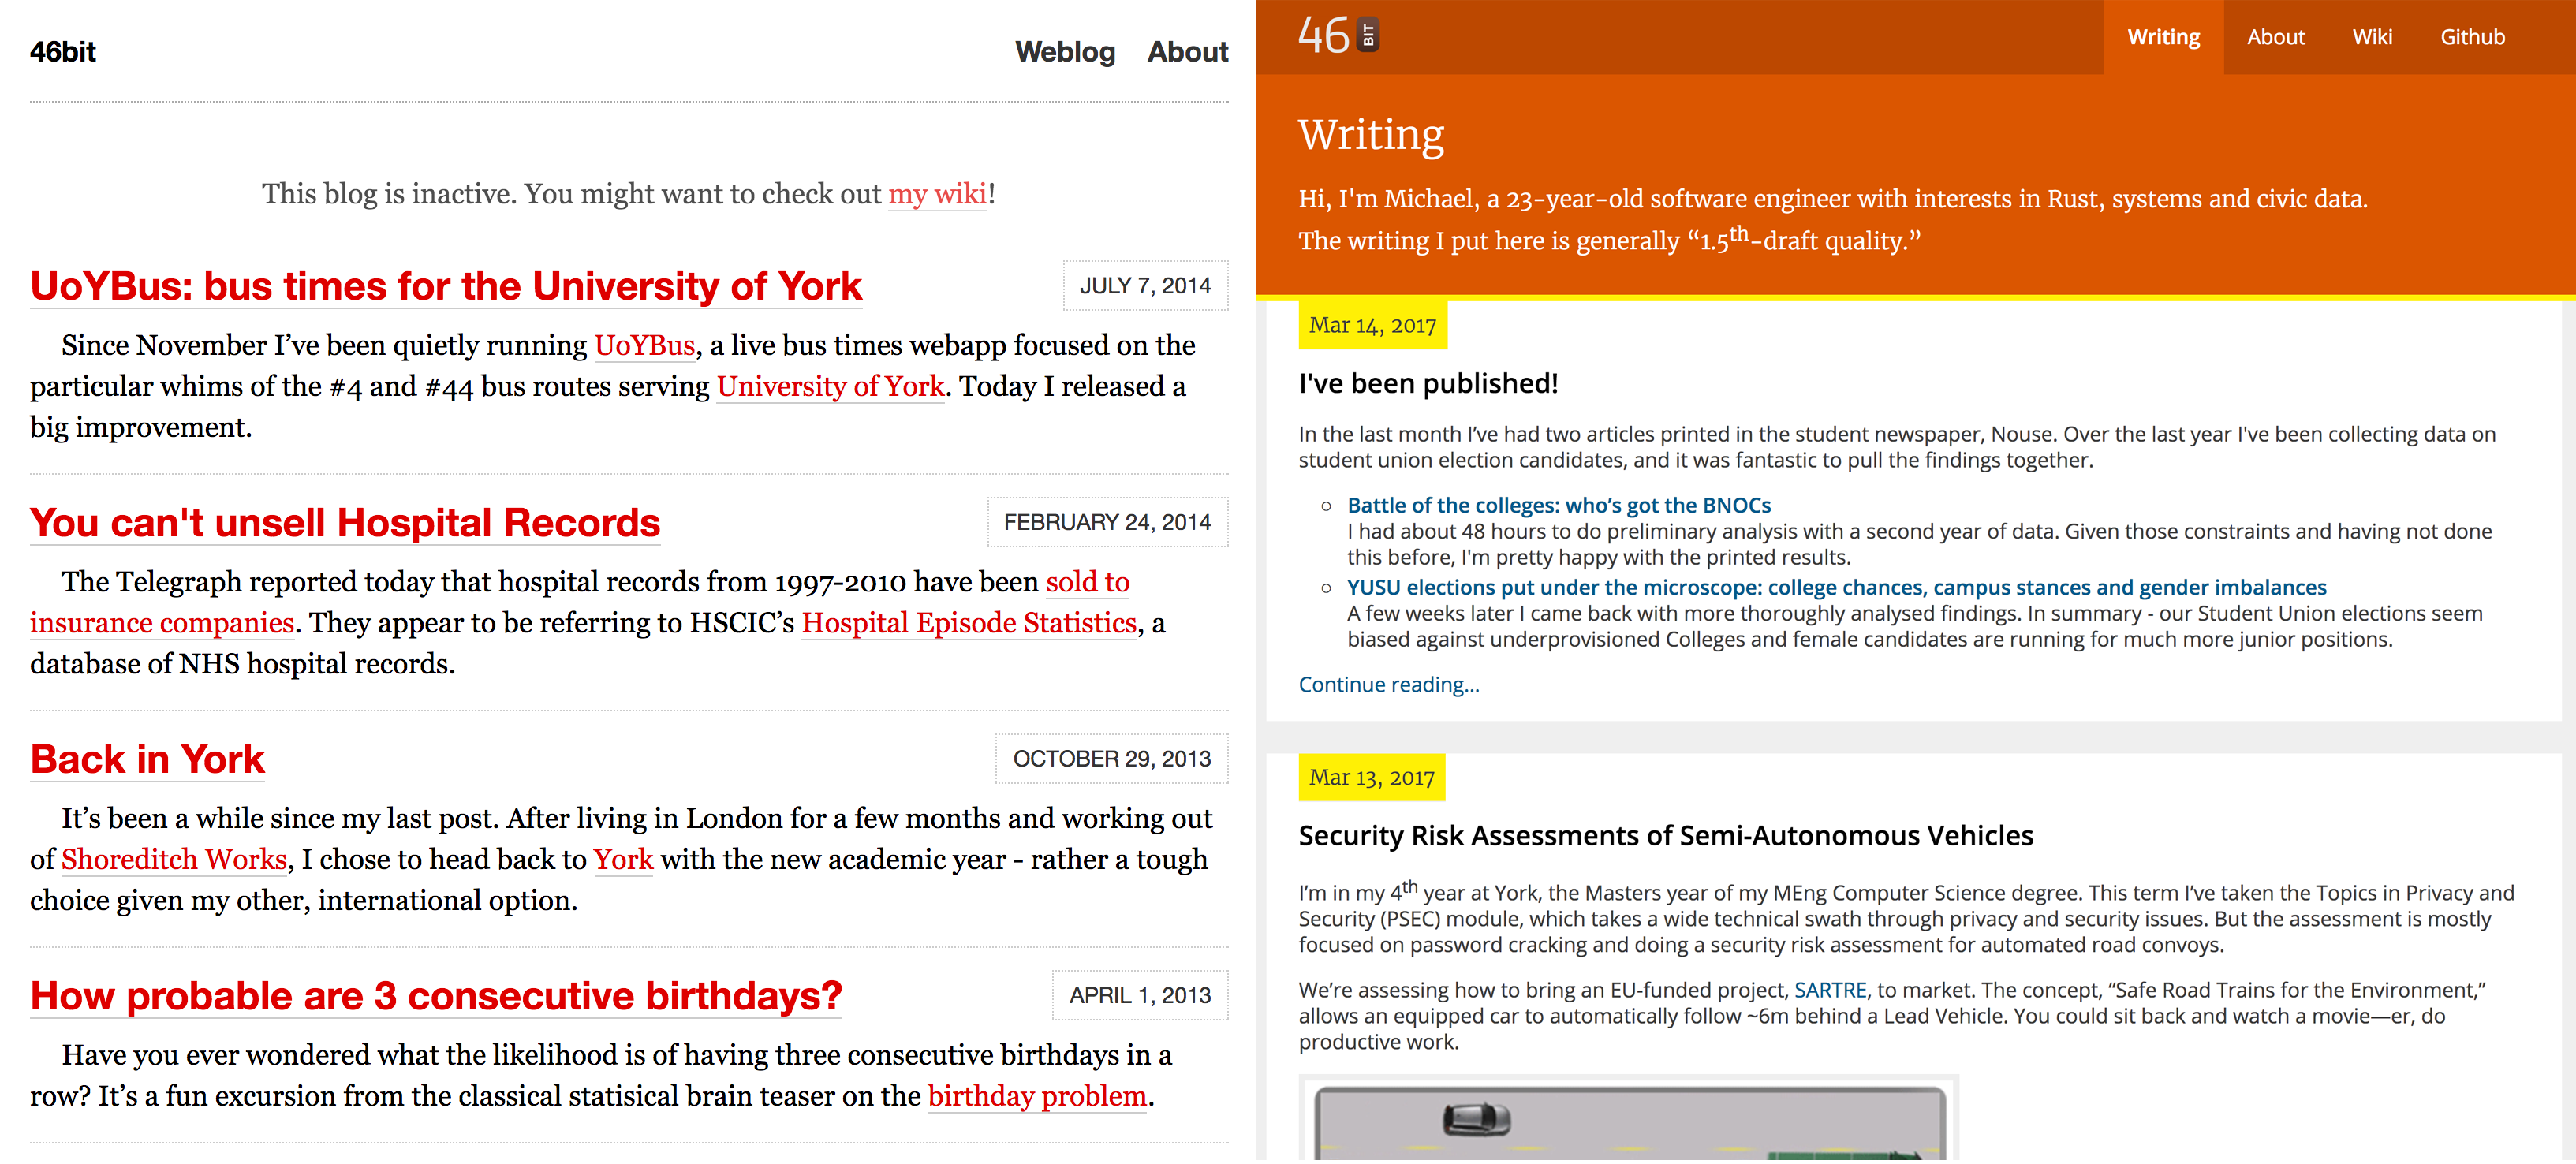 46bit
Weblog About
This blog is inactive. You might want to check out my wiki!
UoYBus: bus times for the University of York
JULY 7, 2014
Since November I’ve been quietly running UoYBus, a live bus times webapp focused on the
particular whims of the #4 and #44 bus routes serving University of York. Today I released a
big improvement.
You can't unsell Hospital Records
FEBRUARY 24, 2014
The Telegraph reported today that hospital records from 1997-2010 have been sold to
insurance companies. They appear to be referring to HSCIC’s Hospital Episode Statistics, a
database of NHS hospital records.
Back in York
OCTOBER 29, 2013
It’s been a while since my last post. After living in London for a few months and working out
of Shoreditch Works, I chose to head back to York with the new academic year - rather a tough
choice given my other, international option.
How probable are 3 consecutive birthdays?
APRIL 1, 2013
Have you ever wondered what the likelihood is of having three consecutive birthdays in a
row? It’s a fun excursion from the classical statisical brain teaser on the birthday problem.
46 BIT
Writing About Wiki Github
Writing
Hi, I'm Michael, a 23-year-old software engineer with interests in Rust, systems and civic data.
The writing I put here is generally “1.5th-draft quality.”
Mar 14, 2017
I've been published!
In the last month I’ve had two articles printed in the student newspaper, Nouse. Over the last year I've been collecting data on
student union election candidates, and it was fantastic to pull the findings together.
Battle of the colleges: who’s got the BNOCs
I had about 48 hours to do preliminary analysis with a second year of data. Given those constraints and having not done
this before, I'm pretty happy with the printed results.
YUSU elections put under the microscope: college chances, campus stances and gender imbalances
A few weeks later I came back with more thoroughly analysed findings. In summary - our Student Union elections seem
biased against underprovisioned Colleges and female candidates are running for much more junior positions.
Continue reading...
Mar 13, 2017
Security Risk Assessments of Semi-Autonomous Vehicles
I’m in my 4th year at York, the Masters year of my MEng Computer Science degree. This term I’ve taken the Topics in Privacy and
Security (PSEC) module, which takes a wide technical swath through privacy and security issues. But the assessment is mostly
focused on password cracking and doing a security risk assessment for automated road convoys.
We’re assessing how to bring an EU-funded project, SARTRE, to market. The concept, “Safe Road Trains for the Environment,”
allows an equipped car to automatically follow ~6m behind a Lead Vehicle. You could sit back and watch a movie—er, do
productive work.